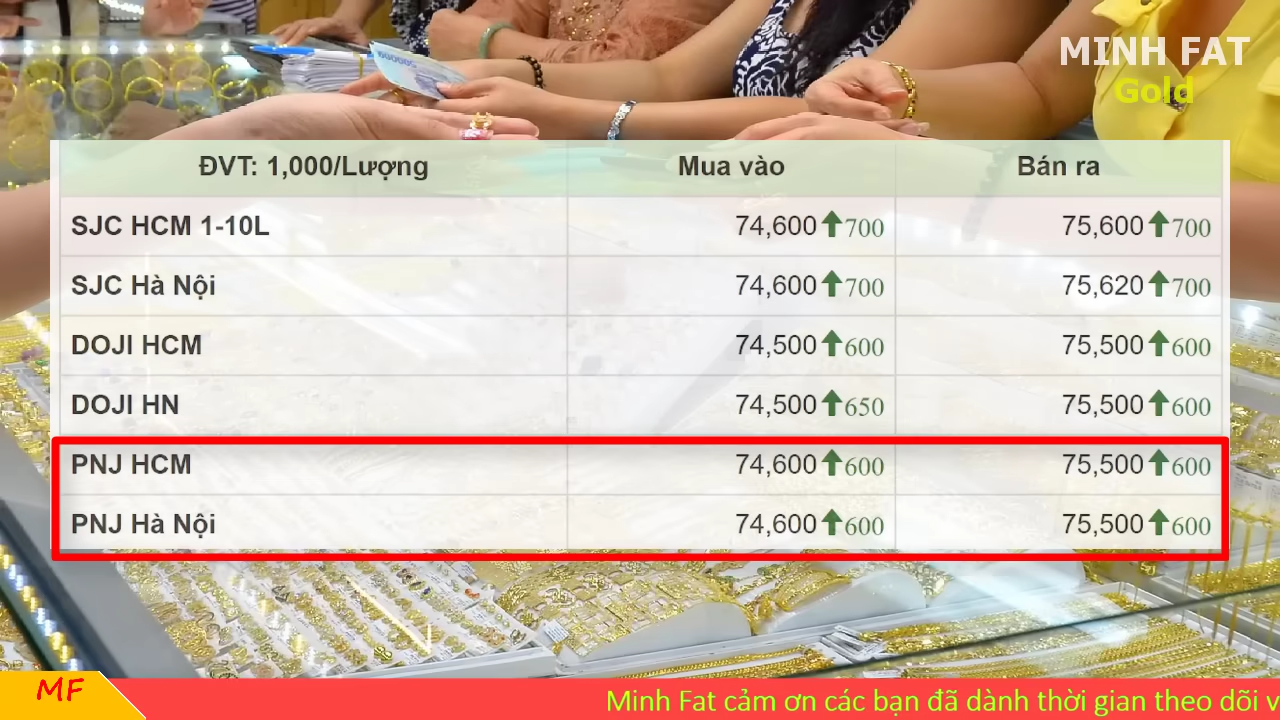 MINH FAT
Gold
ĐVT: 1,000/Lượng Mua vào Bán ra
SJC HCM 1-10L 74,600 700 75,600 700
SJC Hà Nội 74,600 700 75,620 700
DOJI HCM 74,500 600 75,500 600
DOJI HN 74,500 650 75,500 600
PNJ HCM 74,600 600 75,500 600
PNJ Hà Nội 74,600 600 75,500 600
MF
Minh Fat cảm ơn các bạn đã dành thời gian theo dõi v